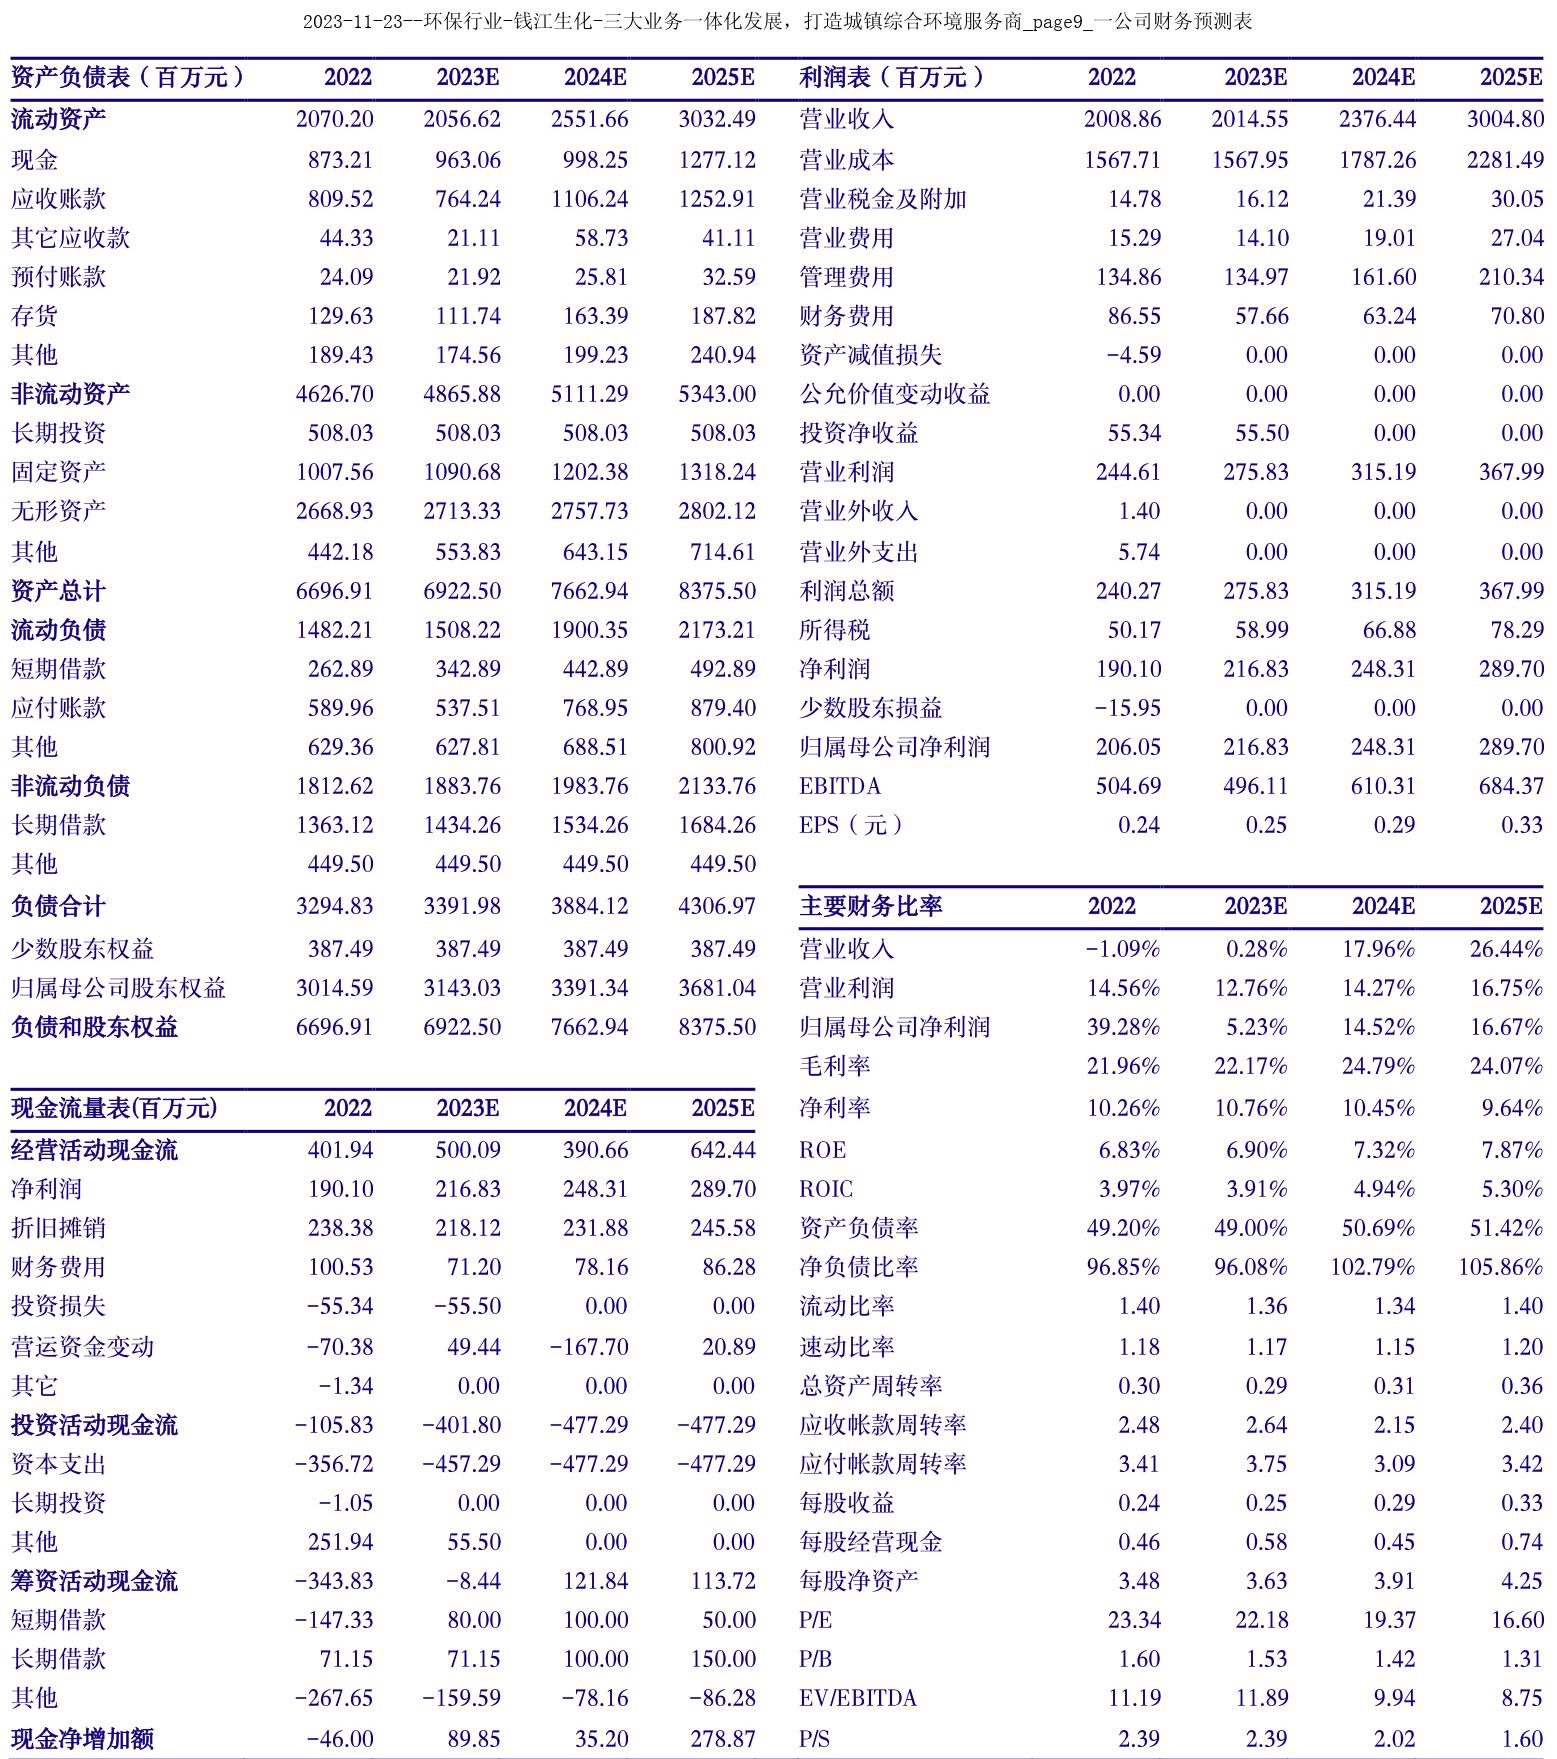 2023-11-23--环保行业-钱江生化-三大业务一体化发展，打造城镇综合环境服务商_page9_一公司财务预测表
资产负债表（百万元） 2022 2023E 2024E 2025E
流动资产 2070.20 2056.62 2551.66 3032.49
现金 873.21 963.06 998.25 1277.12
应收账款 809.52 764.24 1106.24 1252.91
其它应收款 44.33 21.11 58.73 41.11
预付账款 24.09 21.92 25.81 32.59
存货 129.63 111.74 163.39 187.82
其他 189.43 174.56 199.23 240.94
非流动资产 4626.70 4865.88 5111.29 5343.00
长期投资 508.03 508.03 508.03 508.03
固定资产 1007.56 1090.68 1202.38 1318.24
无形资产 2668.93 2713.33 2757.73 2802.12
其他 442.18 553.83 643.15 714.61
资产总计 6696.91 6922.50 7662.94 8375.50
流动负债 1482.21 1508.22 1900.35 2173.21
短期借款 262.89 342.89 442.89 492.89
应付账款 589.96 537.51 768.95 879.40
其他 629.36 627.81 688.51 800.92
非流动负债 1812.62 1883.76 1983.76 2133.76
长期借款 1363.12 1434.26 1534.26 1684.26
其他 449.50 449.50 449.50 449.50
负债合计 3294.83 3391.98 3884.12 4306.97
少数股东权益 387.49 387.49 387.49 387.49
归属母公司股东权益 3014.59 3143.03 3391.34 3681.04
负债和股东权益 6696.91 6922.50 7662.94 8375.50
现金流量表(百万元) 2022 2023E 2024E 2025E
经营活动现金流 401.94 500.09 390.66 642.44
净利润 190.10 216.83 248.31 289.70
折旧摊销 238.38 218.12 231.88 245.58
财务费用 100.53 71.20 78.16 86.28
投资损失 -55.34 -55.50 0.00 0.00
营运资金变动 -70.38 49.44 -167.70 20.89
其它 -1.34 0.00 0.00 0.00
投资活动现金流 -105.83 -401.80 -477.29 -477.29
资本支出 -356.72 -457.29 -477.29 -477.29
长期投资 -1.05 0.00 0.00 0.00
其他 251.94 55.50 0.00 0.00
筹资活动现金流 -343.83 -8.44 121.84 113.72
短期借款 -147.33 80.00 100.00 50.00
长期借款 71.15 71.15 100.00 150.00
其他 -267.65 -159.59 -78.16 -86.28
现金净增加额 -46.00 89.85 35.20 278.87
利润表（百万元） 2022 2023E 2024E 2025E
营业收入 2008.86 2014.55 2376.44 3004.80
营业成本 1567.71 1567.95 1787.26 2281.49
营业税金及附加 14.78 16.12 21.39 30.05
营业费用 15.29 14.10 19.01 27.04
管理费用 134.86 134.97 161.60 210.34
财务费用 86.55 57.66 63.24 70.80
资产减值损失 -4.59 0.00 0.00 0.00
公允价值变动收益 0.00 0.00 0.00 0.00
投资净收益 55.34 55.50 0.00 0.00
营业利润 244.61 275.83 315.19 367.99
营业外收入 1.40 0.00 0.00 0.00
营业外支出 5.74 0.00 0.00 0.00
利润总额 240.27 275.83 315.19 367.99
所得税 50.17 58.99 66.88 78.29
净利润 190.10 216.83 248.31 289.70
少数股东损益 -15.95 0.00 0.00 0.00
归属母公司净利润 206.05 216.83 248.31 289.70
EBITDA 504.69 496.11 610.31 684.37
EPS（元） 0.24 0.25 0.29 0.33
主要财务比率 2022 2023E 2024E 2025E
营业收入 -1.09% 0.28% 17.96% 26.44%
营业利润 14.56% 12.76% 14.27% 16.75%
归属母公司净利润 39.28% 5.23% 14.52% 16.67%
毛利率 21.96% 22.17% 24.79% 24.07%
净利率 10.26% 10.76% 10.45% 9.64%
ROE 6.83% 6.90% 7.32% 7.87%
ROIC 3.97% 3.91% 4.94% 5.30%
资产负债率 49.20% 49.00% 50.69% 51.42%
净负债比率 96.85% 96.08% 102.79% 105.86%
流动比率 1.40 1.36 1.34 1.40
速动比率 1.18 1.17 1.15 1.20
总资产周转率 0.30 0.29 0.31 0.36
应收帐款周转率 2.48 2.64 2.15 2.40
应付帐款周转率 3.41 3.75 3.09 3.42
每股收益 0.24 0.25 0.29 0.33
每股经营现金 0.46 0.58 0.45 0.74
每股净资产 3.48 3.63 3.91 4.25
P/E 23.34 22.18 19.37 16.60
P/B 1.60 1.53 1.42 1.31
EV/EBITDA 11.19 11.89 9.94 8.75
P/S 2.39 2.39 2.02 1.60